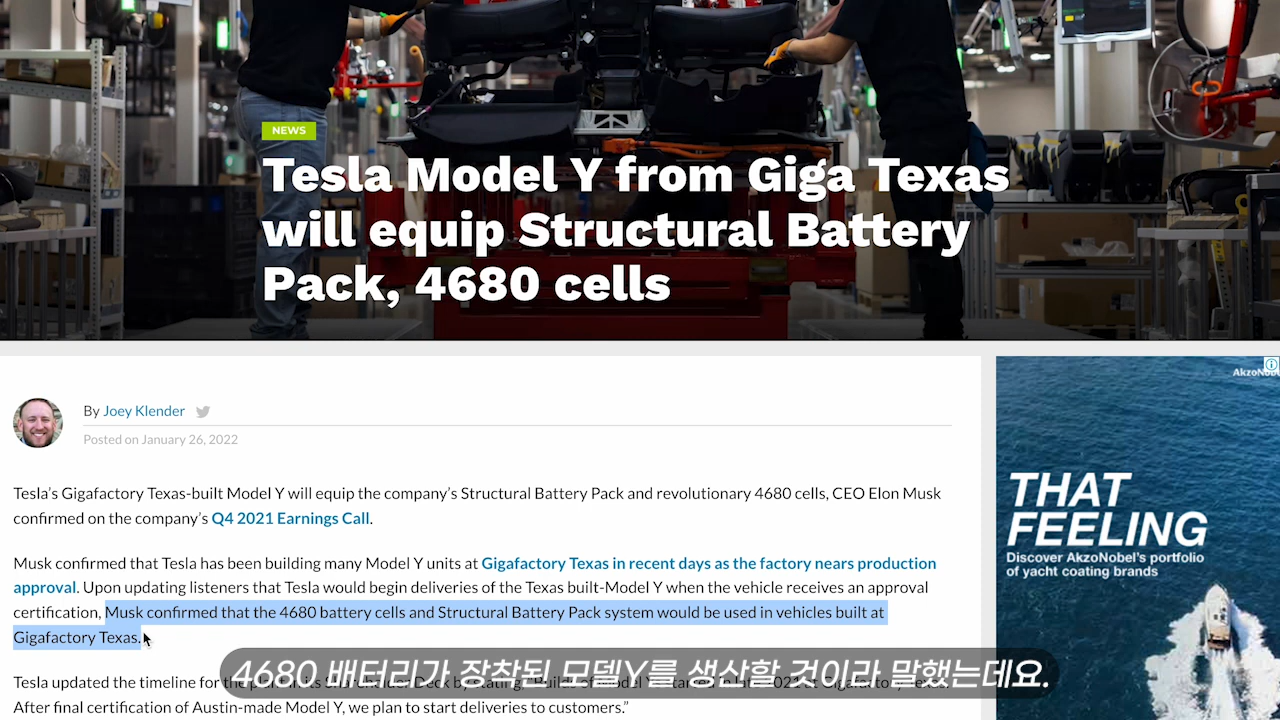 NEWS
Tesla Model Y from Giga Texas
will equip Structural Battery
Pack, 4680 cells
By Joey Klender
Posted on January 26, 2022
Tesla’s Gigafactory Texas-built Model Y will equip the company’s Structural Battery Pack and revolutionary 4680 cells, CEO Elon Musk
confirmed on the company’s Q4 2021 Earnings Call.
Musk confirmed that Tesla has been building many Model Y units at Gigafactory Texas in recent days as the factory nears production
approval. Upon updating listeners that Tesla would begin deliveries of the Texas built-Model Y when the vehicle receives an approval
certification, Musk confirmed that the 4680 battery cells and Structural Battery Pack system would be used in vehicles built at
Gigafactory Texas.
Tesla updated the timeline for
After final certification of Austin-made Model Y, we plan to start deliveries to customers.”
4680 배터리가 장착된 모델Y를 생산할 것이라 말했는데요.
THAT
FEELING
Discover AkzoNobel’s portfolio
of yacht coating brands